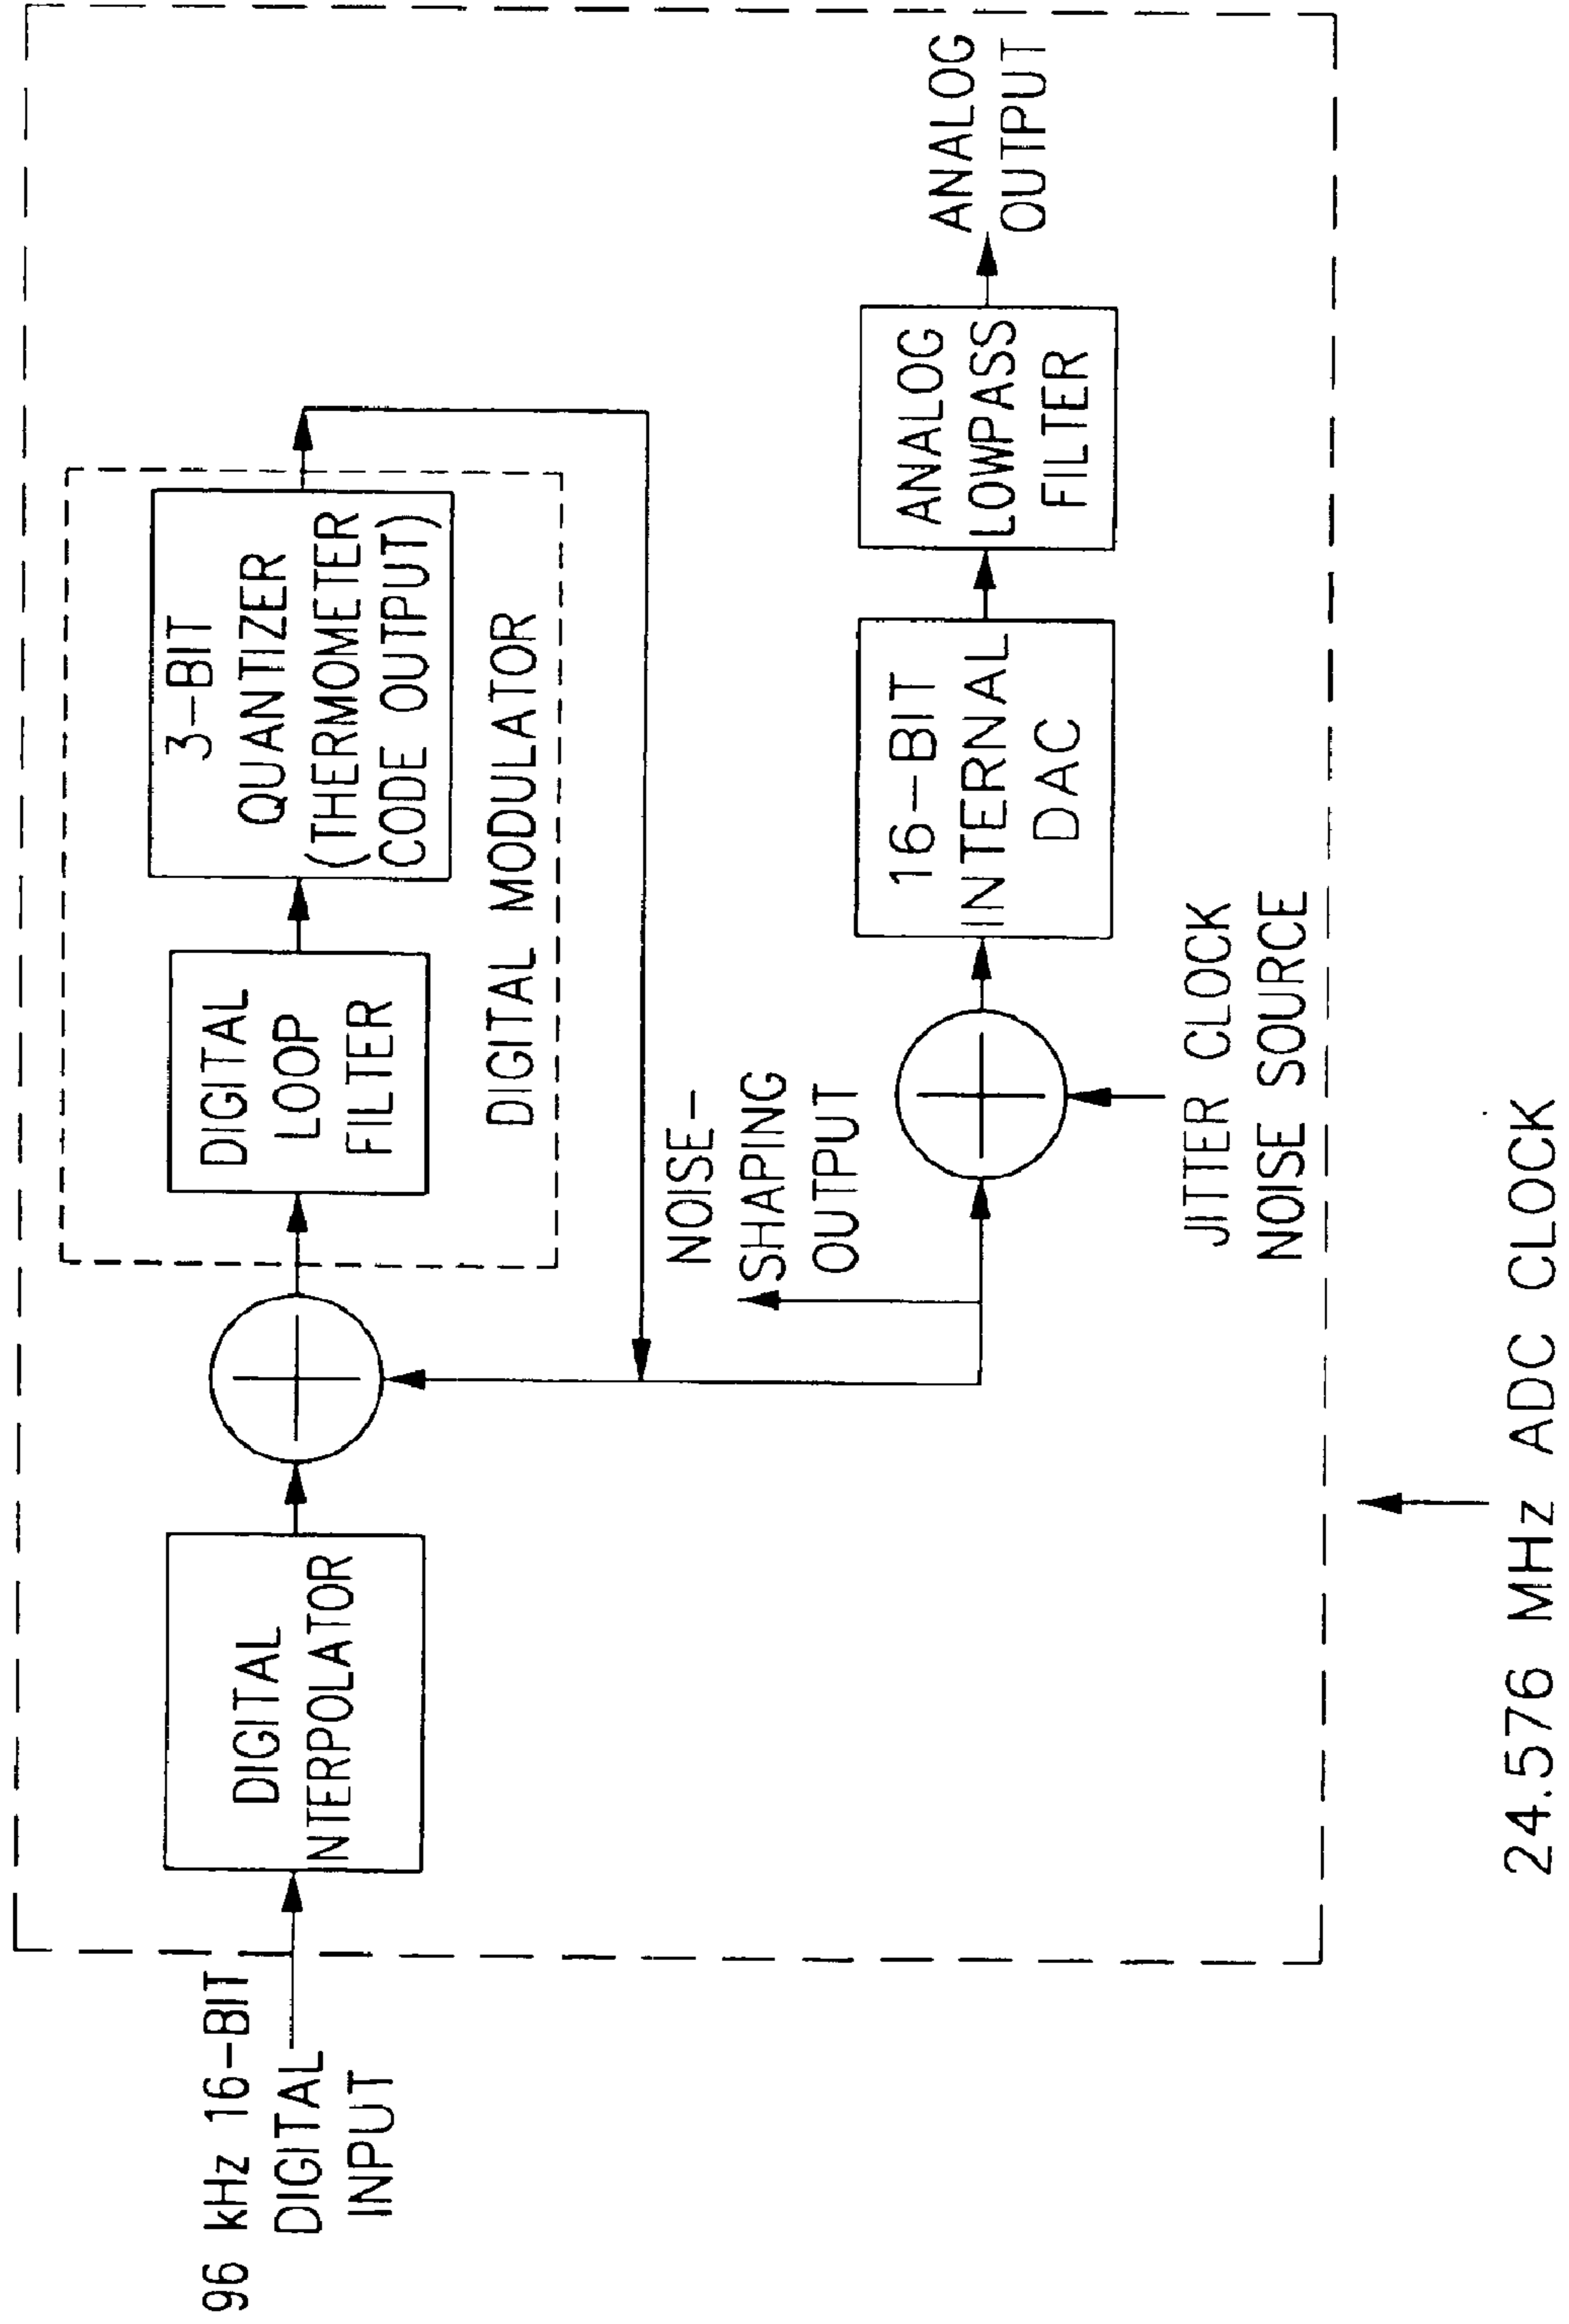 96 kHz 16-BIT
DIGITAL
INPUT
DIGITAL
NTERPOLATOR
DIGITAL
LOOP
FILTER
3-BIT
QUANTIZER
(THERMOMETER
CODE OUTPUT)
DIGITAL MODULATOR
NOISE-
SHAPING
OUTPUT
JITTER CLOCK
NOISE SOURCE
16-BIT
INTERNAL
DAC
ANALOG
LOWPASS
FILTER
ANALOG
OUTPUT
24.576 MHz ADC CLOCK